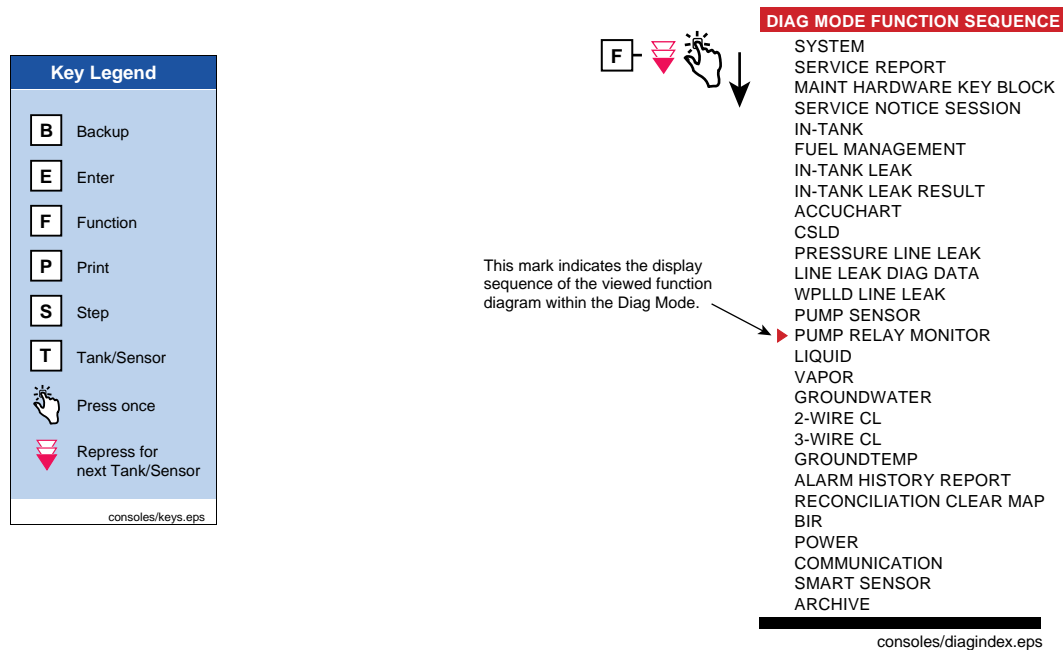 Key Legend
B Backup
E Enter
F Function
P Print
S Step
T Tank/Sensor
Press once
Repress for
next Tank/Sensor
consoles/keys.eps
F
This mark indicates the display
sequence of the viewed function
diagram within the Diag Mode.
DIAG MODE FUNCTION SEQUENCE
SYSTEM
SERVICE REPORT
MAINT HARDWARE KEY BLOCK
SERVICE NOTICE SESSION
IN-TANK
FUEL MANAGEMENT
IN-TANK LEAK
IN-TANK LEAK RESULT
ACCUCHART
CSLD
PRESSURE LINE LEAK
LINE LEAK DIAG DATA
WPLLD LINE LEAK
PUMP SENSOR
PUMP RELAY MONITOR
LIQUID
VAPOR
GROUNDWATER
2-WIRE CL
3-WIRE CL
GROUNDTEMP
ALARM HISTORY REPORT
RECONCILIATION CLEAR MAP
BIR
POWER
COMMUNICATION
SMART SENSOR
ARCHIVE
consoles/diagindex.eps